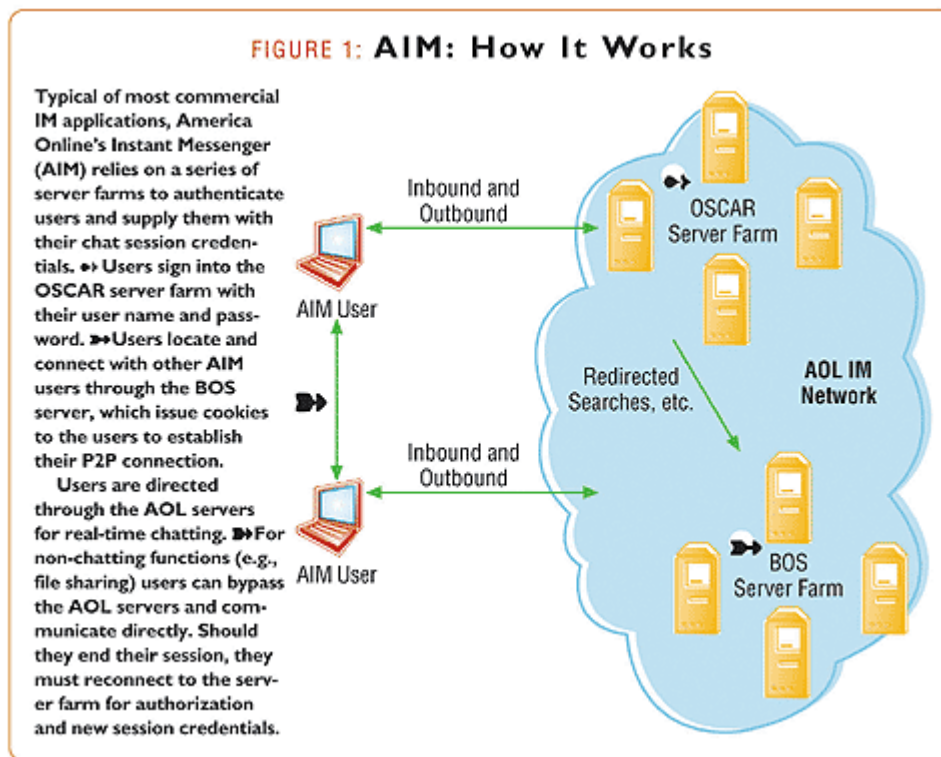 FIGURE 1: AIM: How It Works
Typical of most commercial
IM applications, America
Online's Instant Messenger
(AIM) relies on a series of
server farms to authenticate
users and supply them with
their chat session creden-
tials. Users sign into the
OSCAR server farm with
their user name and pass-
word. Users locate and
connect with other AIM
users through the BOS
server, which issue cookies
to the users to establish
their P2P connection.
Users are directed
through the AOL servers
for real-time chatting. For
non-chatting functions (e.g.,
file sharing) users can bypass
the AOL servers and com-
municate directly. Should
they end their session, they
must reconnect to the serv-
er farm for authorization
and new session credentials.
Inbound and
Outbound
AIM User
OSCAR
Server Farm
Redirected
Searches, etc.
AOL IM
Network
Inbound and
Outbound
AIM User
BOS
Server Farm